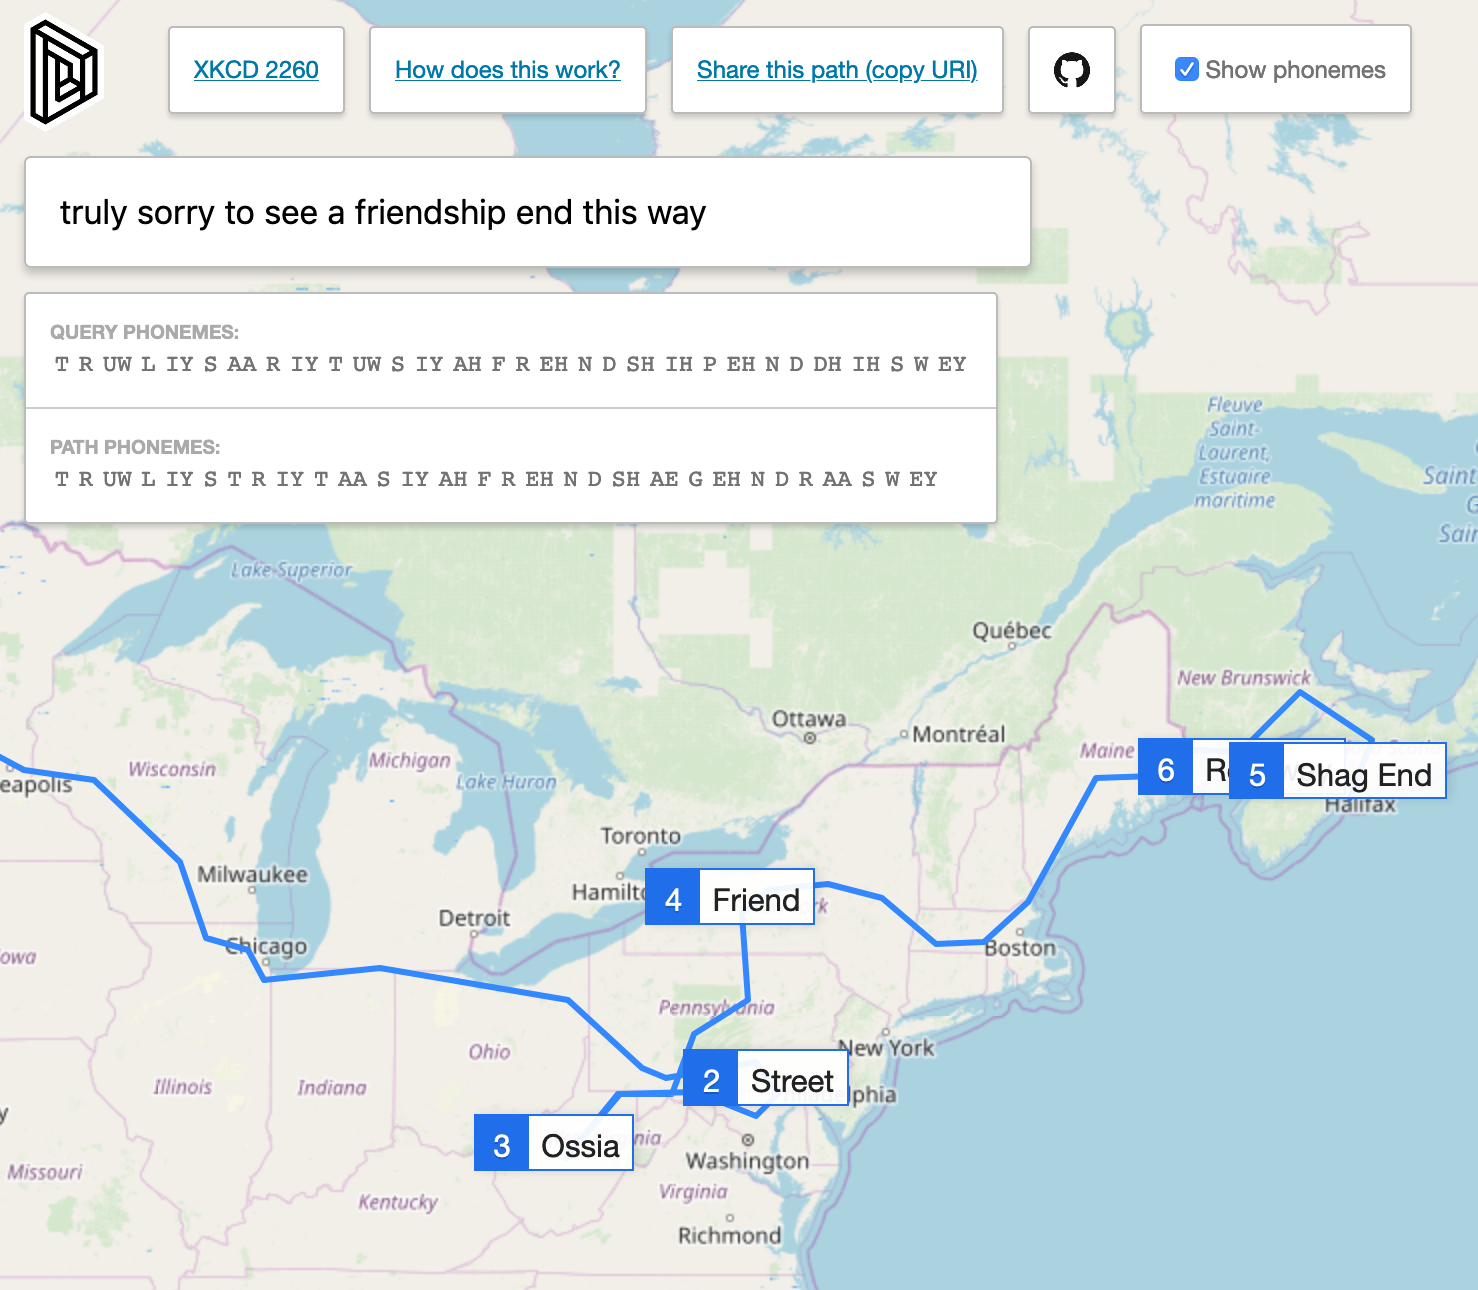 XKCD 2260
How does this work?
Share this path (copy URI)
Show phonemes
truly sorry to see a friendship end this way
QUERY PHONEMES:
T R UW L IY S AA R IY T UW S IY AH F R EH N D SH IH P EH N D DH IH S W EY
PATH PHONEMES:
T R UW L IY S T R IY T AA S IY AH F R EH N D SH AE G EH N D R AA S W EY
Fleuve
Saint-
Laurent,
Estuaire
maritime
Saint
G
Sain
Lake Superior
Québec
New Brunswick
Ottawa
Montréal
Maine
Wisconsin
Michigan
Lake Huron
eapolis
6 R
5 Shag End
Halifax
Toronto
Milwaukee
Hamilto
4 Friend
rk
Detroit
Chicago
Boston
owa
Pennsylvania
New York
Ohio
2 Street
lphia
Illinois
Indiana
y
3 Ossia
nia
Washington
Missouri
Kentucky
Virginia
Richmond